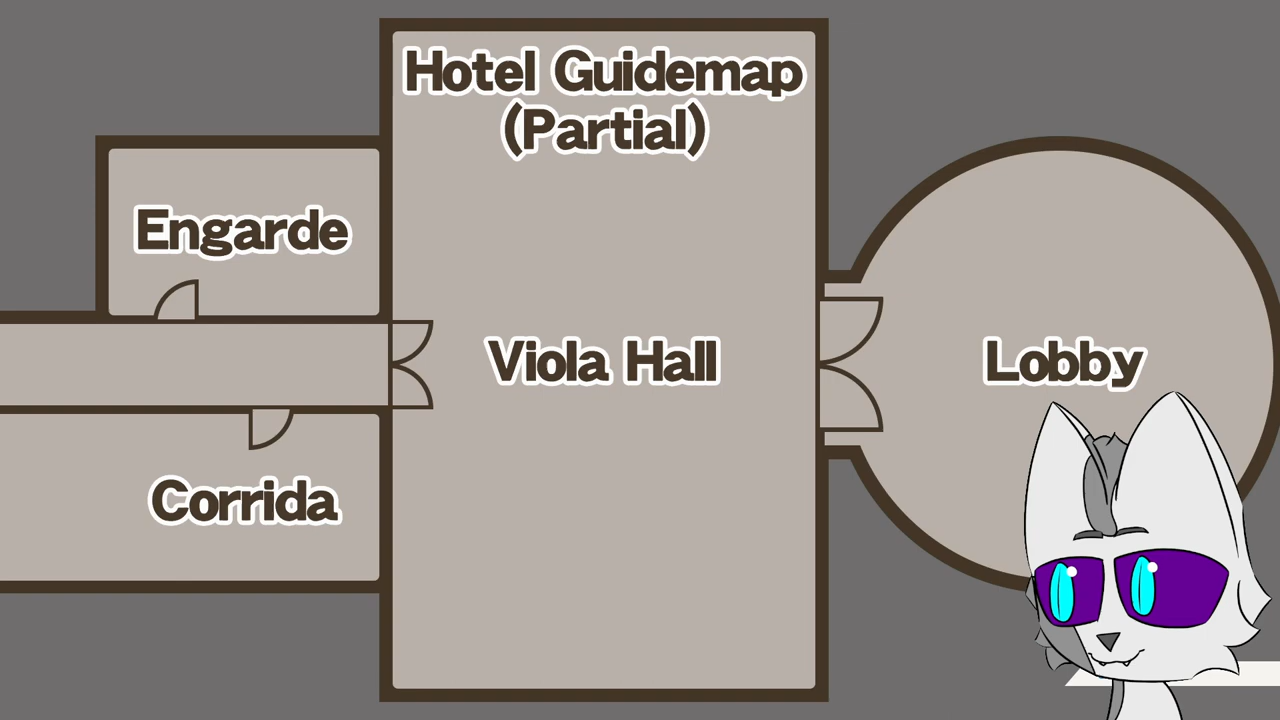 Hotel Guidemap
(Partial)
Engarde
Viola Hall
Lobby
Corrida